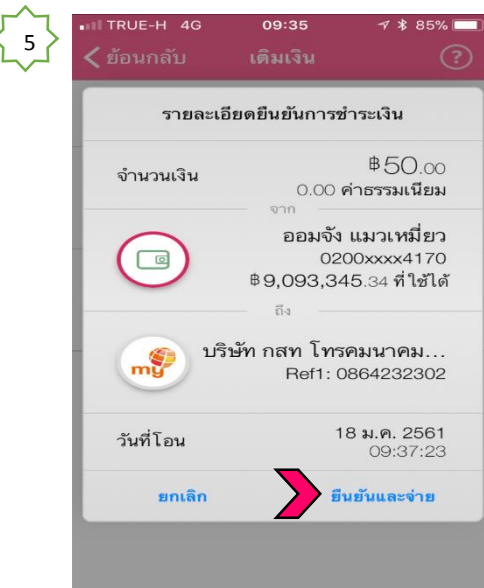 5
TRUE-H 4G 09:35 85%
ย้อนกลับ เติมเงิน ?
รายละเอียดยืนยันการชำระเงิน
จำนวนเงิน ฿50.00
0.00 ค่าธรรมเนียม
จาก
ออมจัง แมวเหมี่ยว
0200xxxx4170
฿9,093,345.34 ที่ใช้ได้
ถึง
my บริษัท กสท โทรคมนาคม...
Ref1: 0864232302
วันที่โอน 18 ม.ค. 2561
09:37:23
ยกเลิก ยืนยันและจ่าย